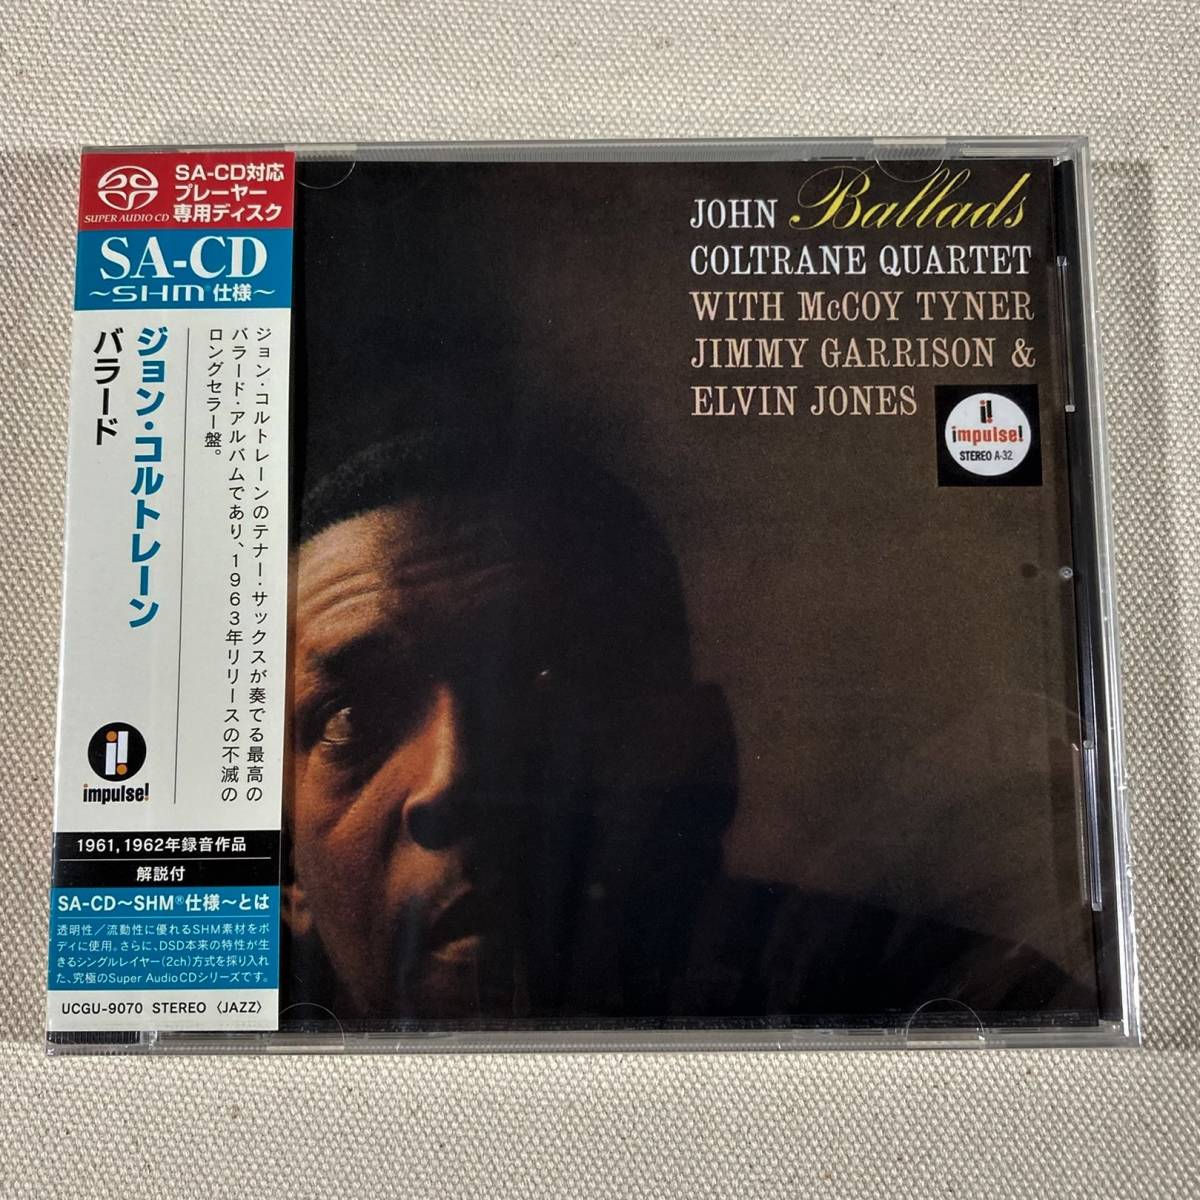 SUPER AUDIO CD
SA-CD対応
プレーヤー
専用ディスク
SA-CD
～SHM®仕様～
ジョン・コルトレーン
バラード
ジョン・コルトレーンのテナー・サックスが奏でる最高の
バラード・アルバムであり、1963年リリースの不滅の
ロングセラー盤。
impulse!
1961, 1962年録音作品
解説付
SA-CD～SHM®仕様～とは
透明性／流動性に優れるSHM素材をボ
ディに使用。さらに、DSD本来の特性が生
きるシングルレイヤー（2ch）方式を採り入れ
た、究極のSuper Audio CDシリーズです。
UCGU-9070 STEREO 〈JAZZ〉
JOHN Ballads
COLTRANE QUARTET
WITH McCOY TYNER
JIMMY GARRISON &
ELVIN JONES
impulse!
STEREO A-32